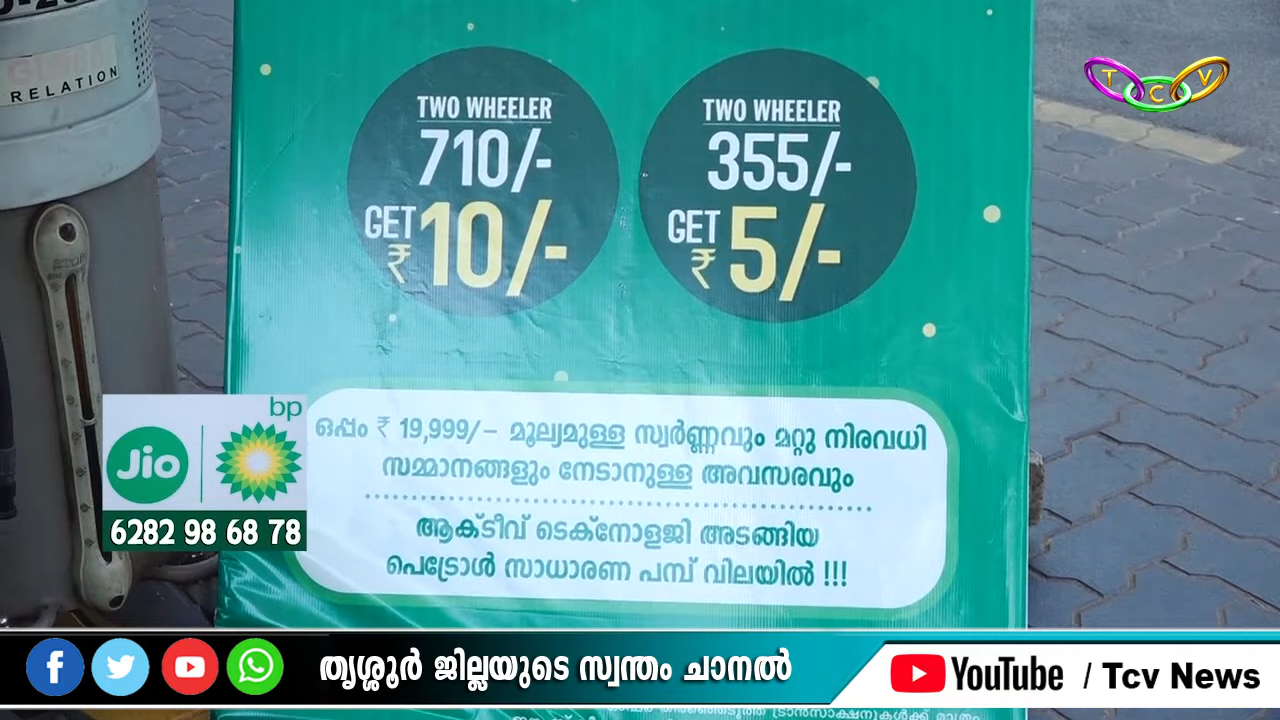 RELATION
T C V
TWO WHEELER
710/-
GET
₹ 10/-
TWO WHEELER
355/-
GET
₹ 5/-
ഒപ്പം ₹ 19,999/- മൂല്യമുള്ള സ്വർണ്ണവും മറ്റു നിരവധി
സമ്മാനങ്ങളും നേടാനുള്ള അവസരവും
ആക്ടീവ് ടെക്നോളജി അടങ്ങിയ
പെട്രോൾ സാധാരണ പമ്പ് വിലയിൽ !!!
bp
Jio
6282 98 68 78
തൃശ്ശൂർ ജില്ലയുടെ സ്വന്തം ചാനൽ
YouTube / Tcv News